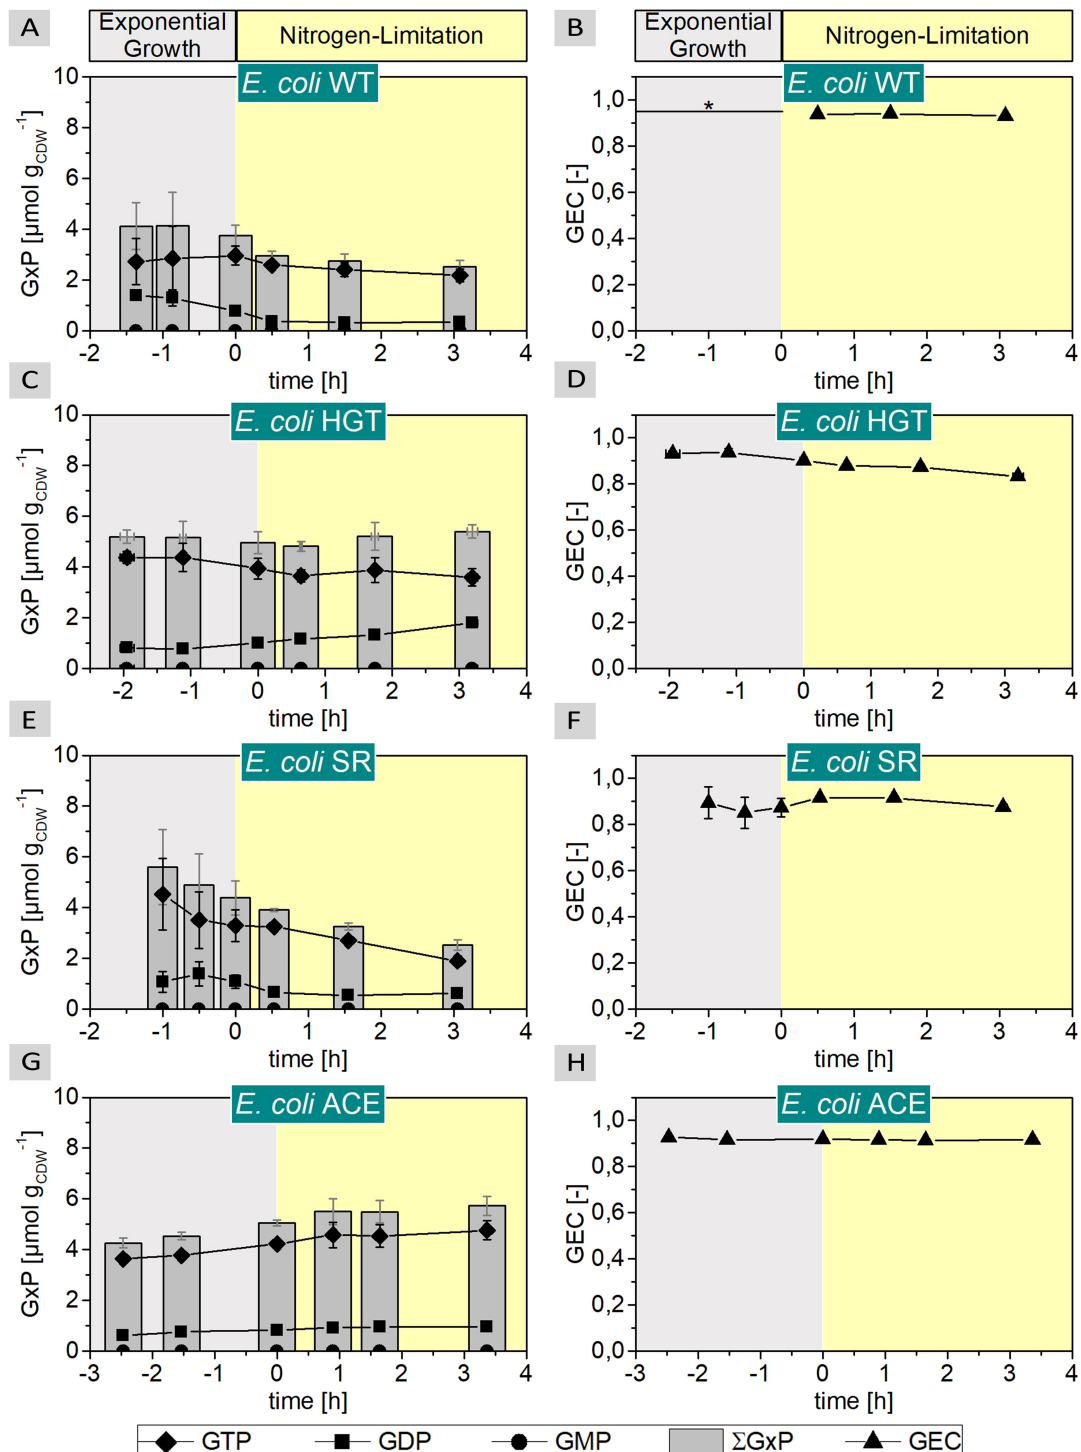 A
Exponential
Growth
Nitrogen-Limitation
B
Exponential
Growth
Nitrogen-Limitation
E. coli WT
10
8
6
4
2
0
GxP [µmol g_CDW^-1]
-2 -1 0 1 2 3 4
time [h]
E. coli WT
*
1,0
0,8
0,6
0,4
0,2
0,0
GEC [-]
-2 -1 0 1 2 3 4
time [h]
C
E. coli HGT
10
8
6
4
2
0
GxP [µmol g_CDW^-1]
-2 -1 0 1 2 3 4
time [h]
D
E. coli HGT
1,0
0,8
0,6
0,4
0,2
0,0
GEC [-]
-2 -1 0 1 2 3 4
time [h]
E
E. coli SR
10
8
6
4
2
0
GxP [µmol g_CDW^-1]
-2 -1 0 1 2 3 4
time [h]
F
E. coli SR
1,0
0,8
0,6
0,4
0,2
0,0
GEC [-]
-2 -1 0 1 2 3 4
time [h]
G
E. coli ACE
10
8
6
4
2
0
GxP [µmol g_CDW^-1]
-3 -2 -1 0 1 2 3 4
time [h]
H
E. coli ACE
1,0
0,8
0,6
0,4
0,2
0,0
GEC [-]
-3 -2 -1 0 1 2 3 4
time [h]
GTP GDP GMP ΣGxP GEC